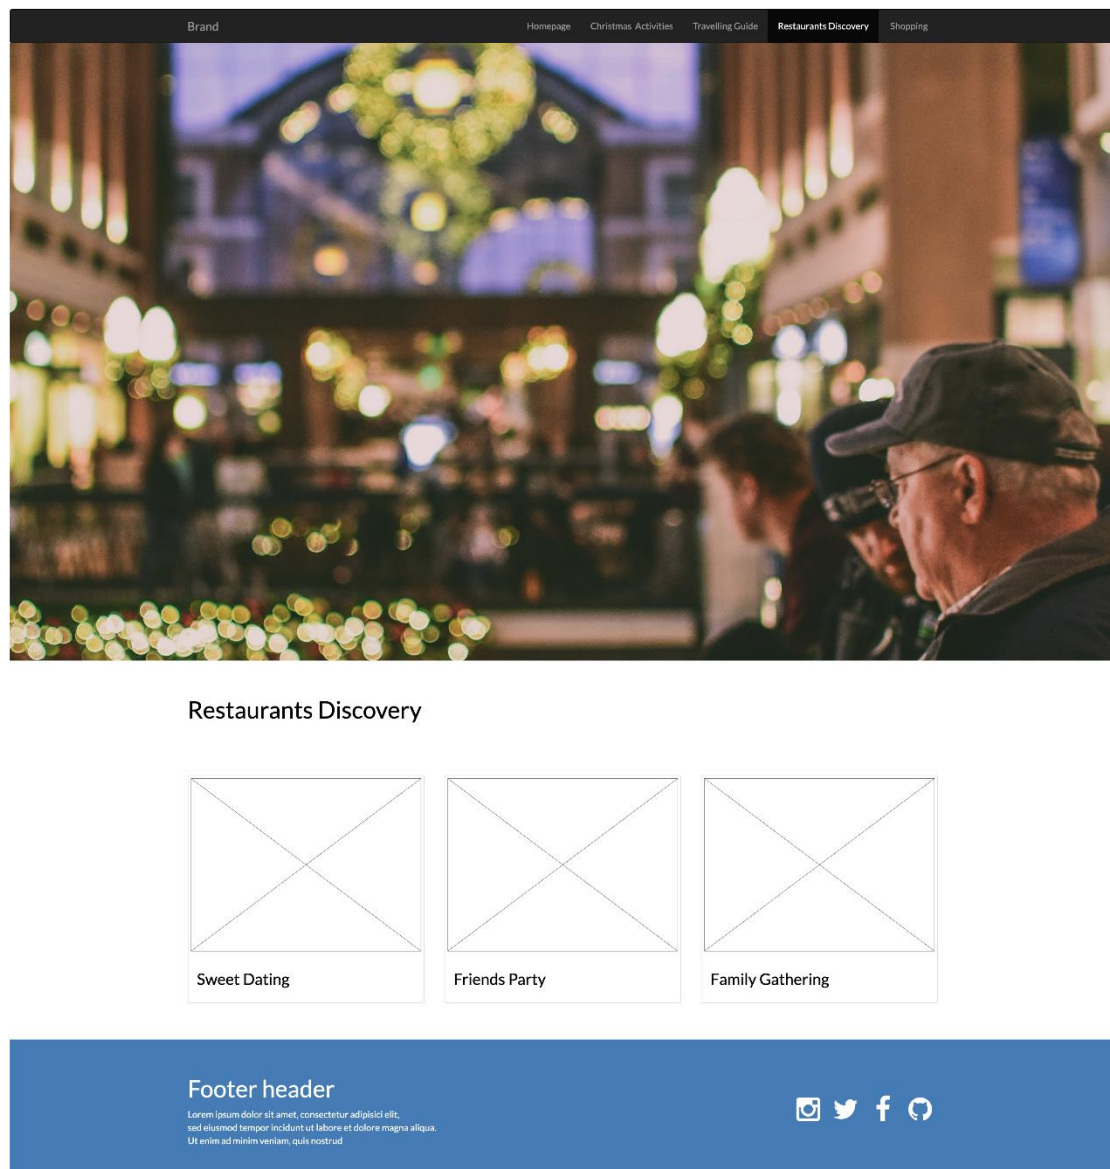 Brand
Homepage
Christmas Activities
Travelling Guide
Restaurants Discovery
Shopping
Restaurants Discovery
Sweet Dating
Friends Party
Family Gathering
Footer header
Lorem ipsum dolor sit amet, consectetur adipisici elit,
sed eiusmod tempor incidunt ut labore et dolore magna aliqua.
Ut enim ad minim veniam, quis nostrud